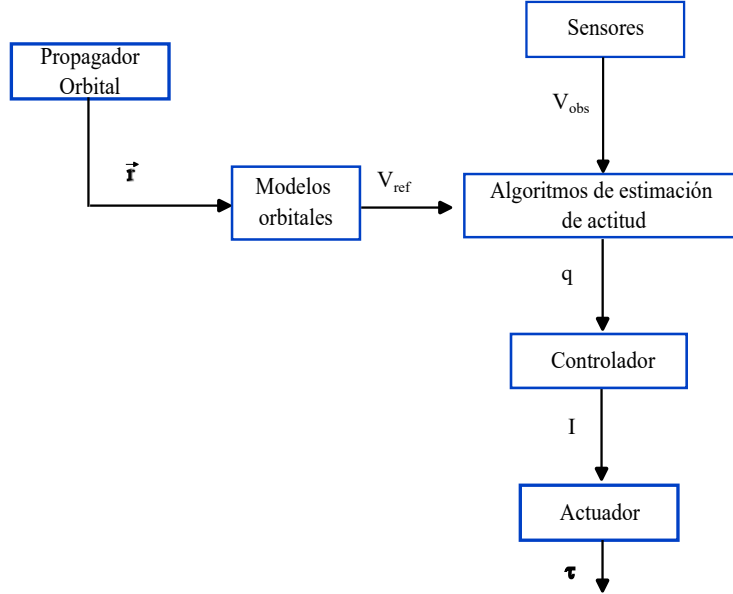 Sensores
Propagador
Orbital
V_obs
r⃗
Modelos
orbitales
V_ref
Algoritmos de estimación
de actitud
q
Controlador
I
Actuador
τ